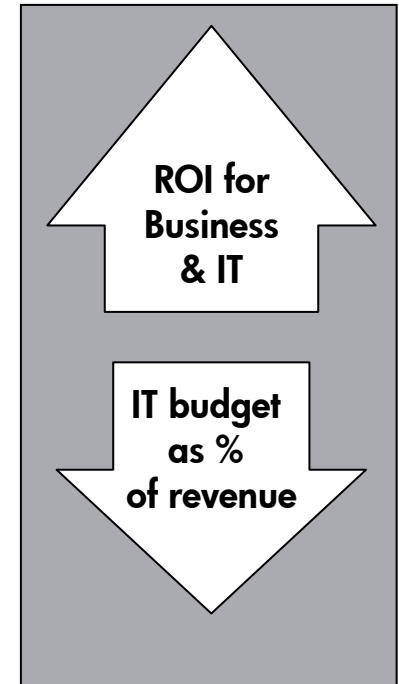 ROI for
Business
& IT
IT budget
as %
of revenue